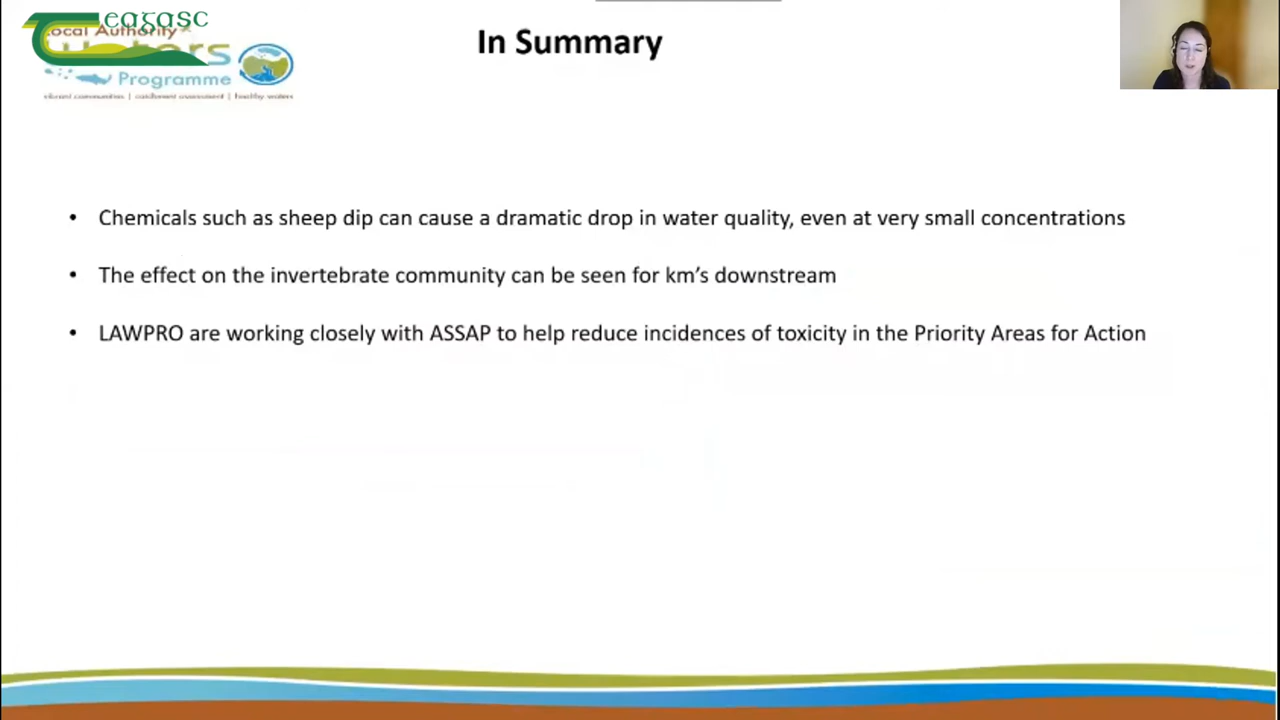 Teagasc
Local Authority
Waters
Programme
vibrant communities | catchment assessment | healthy waters
In Summary
• Chemicals such as sheep dip can cause a dramatic drop in water quality, even at very small concentrations
• The effect on the invertebrate community can be seen for km's downstream
• LAWPRO are working closely with ASSAP to help reduce incidences of toxicity in the Priority Areas for Action